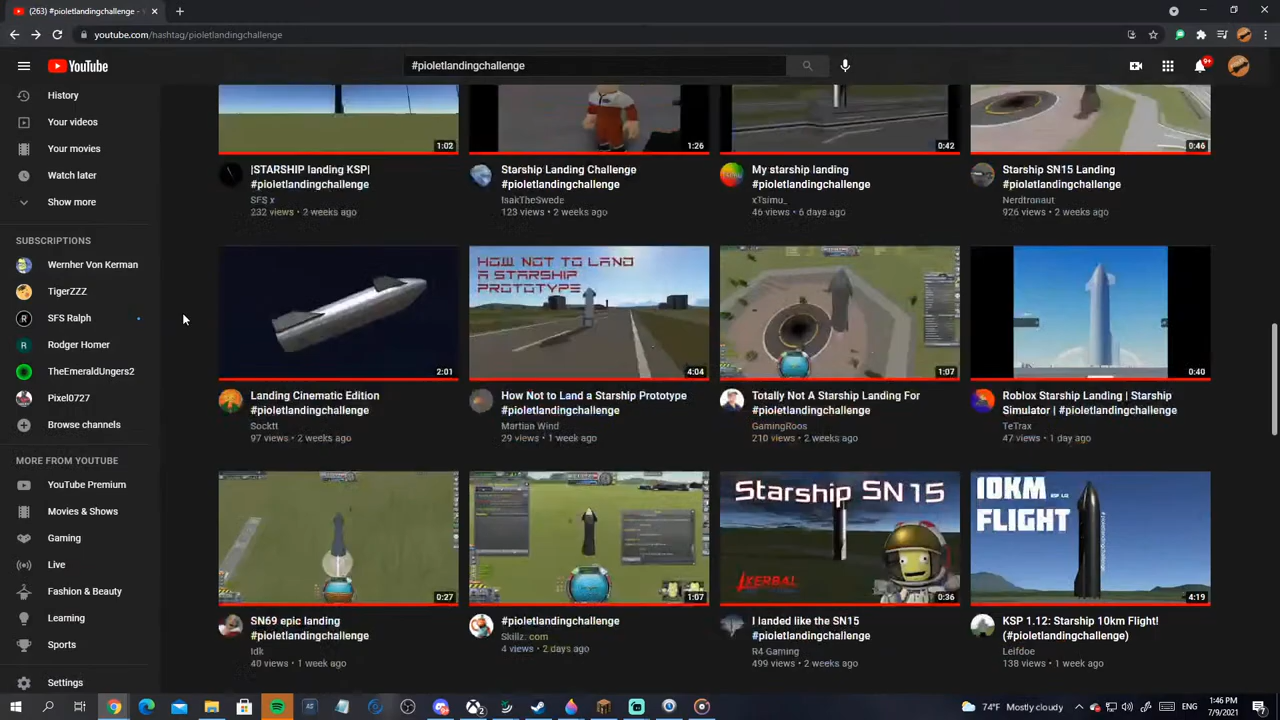 (263) #pioletlandingchallenge -
youtube.com/hashtag/pioletlandingchallenge
YouTube
#pioletlandingchallenge
9+
History
Your videos
Your movies
Watch later
Show more
SUBSCRIPTIONS
Wernher Von Kerman
TigerZZZ
SFS Ralph
Rodger Homer
TheEmeraldUngers2
Pixel0727
Browse channels
MORE FROM YOUTUBE
YouTube Premium
Movies & Shows
Gaming
Live
Fashion & Beauty
Learning
Sports
Settings
1:02
|STARSHIP landing KSP|
#pioletlandingchallenge
SFS x
232 views • 2 weeks ago
1:26
Starship Landing Challenge
#pioletlandingchallenge
IsakTheSwede
123 views • 2 weeks ago
0:42
My starship landing
#pioletlandingchallenge
xTsimu_
46 views • 6 days ago
0:46
Starship SN15 Landing
#pioletlandingchallenge
Nerdtronaut
926 views • 2 weeks ago
2:01
Landing Cinematic Edition
#pioletlandingchallenge
Socktt
97 views • 2 weeks ago
HOW NOT TO LAND
A STARSHIP
PROTOTYPE
4:04
How Not to Land a Starship Prototype
#pioletlandingchallenge
Martian Wind
29 views • 1 week ago
1:07
Totally Not A Starship Landing For
#pioletlandingchallenge
GamingRoos
210 views • 2 weeks ago
0:40
Roblox Starship Landing | Starship
Simulator | #pioletlandingchallenge
TeTrax
47 views • 1 day ago
0:27
SN69 epic landing
#pioletlandingchallenge
Idk
40 views • 1 week ago
1:07
#pioletlandingchallenge
Skillz. com
4 views • 2 days ago
Starship SN15
KERBAL
0:36
I landed like the SN15
#pioletlandingchallenge
R4 Gaming
499 views • 2 weeks ago
10KM
FLIGHT
4:19
KSP 1.12: Starship 10km Flight!
(#pioletlandingchallenge)
Leifdoe
138 views • 1 week ago
74°F Mostly cloudy
ENG
1:46 PM
7/9/2021